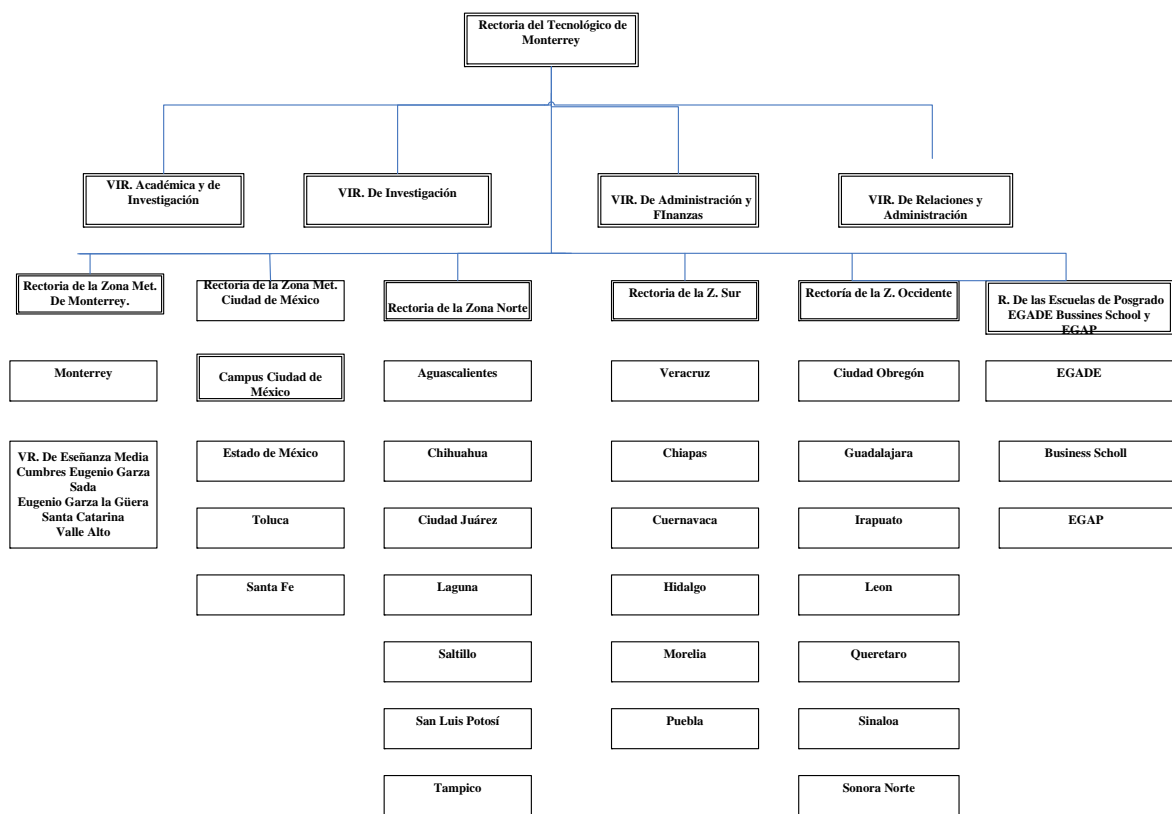 Rectoria del Tecnológico de
Monterrey
VIR. Académica y de
Investigación
VIR. De Investigación
VIR. De Administración y
FInanzas
VIR. De Relaciones y
Administración
Rectoria de la Zona Met.
De Monterrey.
Rectoria de la Zona Met.
Ciudad de México
Rectoria de la Zona Norte
Rectoria de la Z. Sur
Rectoría de la Z. Occidente
R. De las Escuelas de Posgrado
EGADE Bussines School y
EGAP
Monterrey
Campus Ciudad de
México
Aguascalientes
Veracruz
Ciudad Obregón
EGADE
VR. De Eseñanza Media
Cumbres Eugenio Garza
Sada
Eugenio Garza la Güera
Santa Catarina
Valle Alto
Estado de México
Chihuahua
Chiapas
Guadalajara
Business Scholl
Toluca
Ciudad Juárez
Cuernavaca
Irapuato
EGAP
Santa Fe
Laguna
Hidalgo
Leon
Saltillo
Morelia
Queretaro
San Luis Potosí
Puebla
Sinaloa
Tampico
Sonora Norte